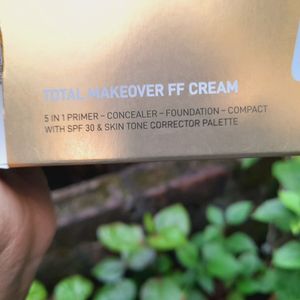 TOTAL MAKEOVER FF CREAM
5 IN 1 PRIMER – CONCEALER – FOUNDATION – COMPACT
WITH SPF 30 & SKIN TONE CORRECTOR PALETTE